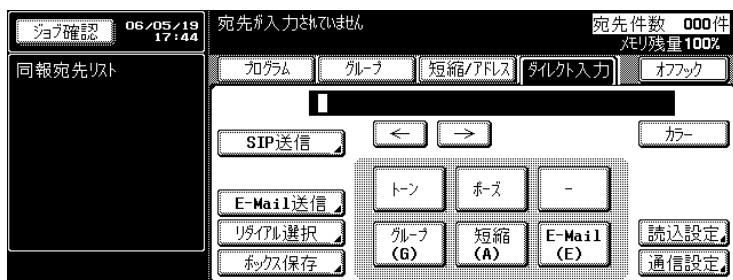 ジョブ確認 06/05/19 17:44
宛先が入力されていません
宛先件数 000件
メモリ残量100%
同報宛先リスト
プログラム グループ 短縮/アドレス ダイレクト入力 オフフック
SIP送信 ← → カラー
E-Mail送信 トーン ポーズ -
リダイアル選択 グループ(G) 短縮(A) E-Mail(E) 読込設定
ボックス保存 通信設定